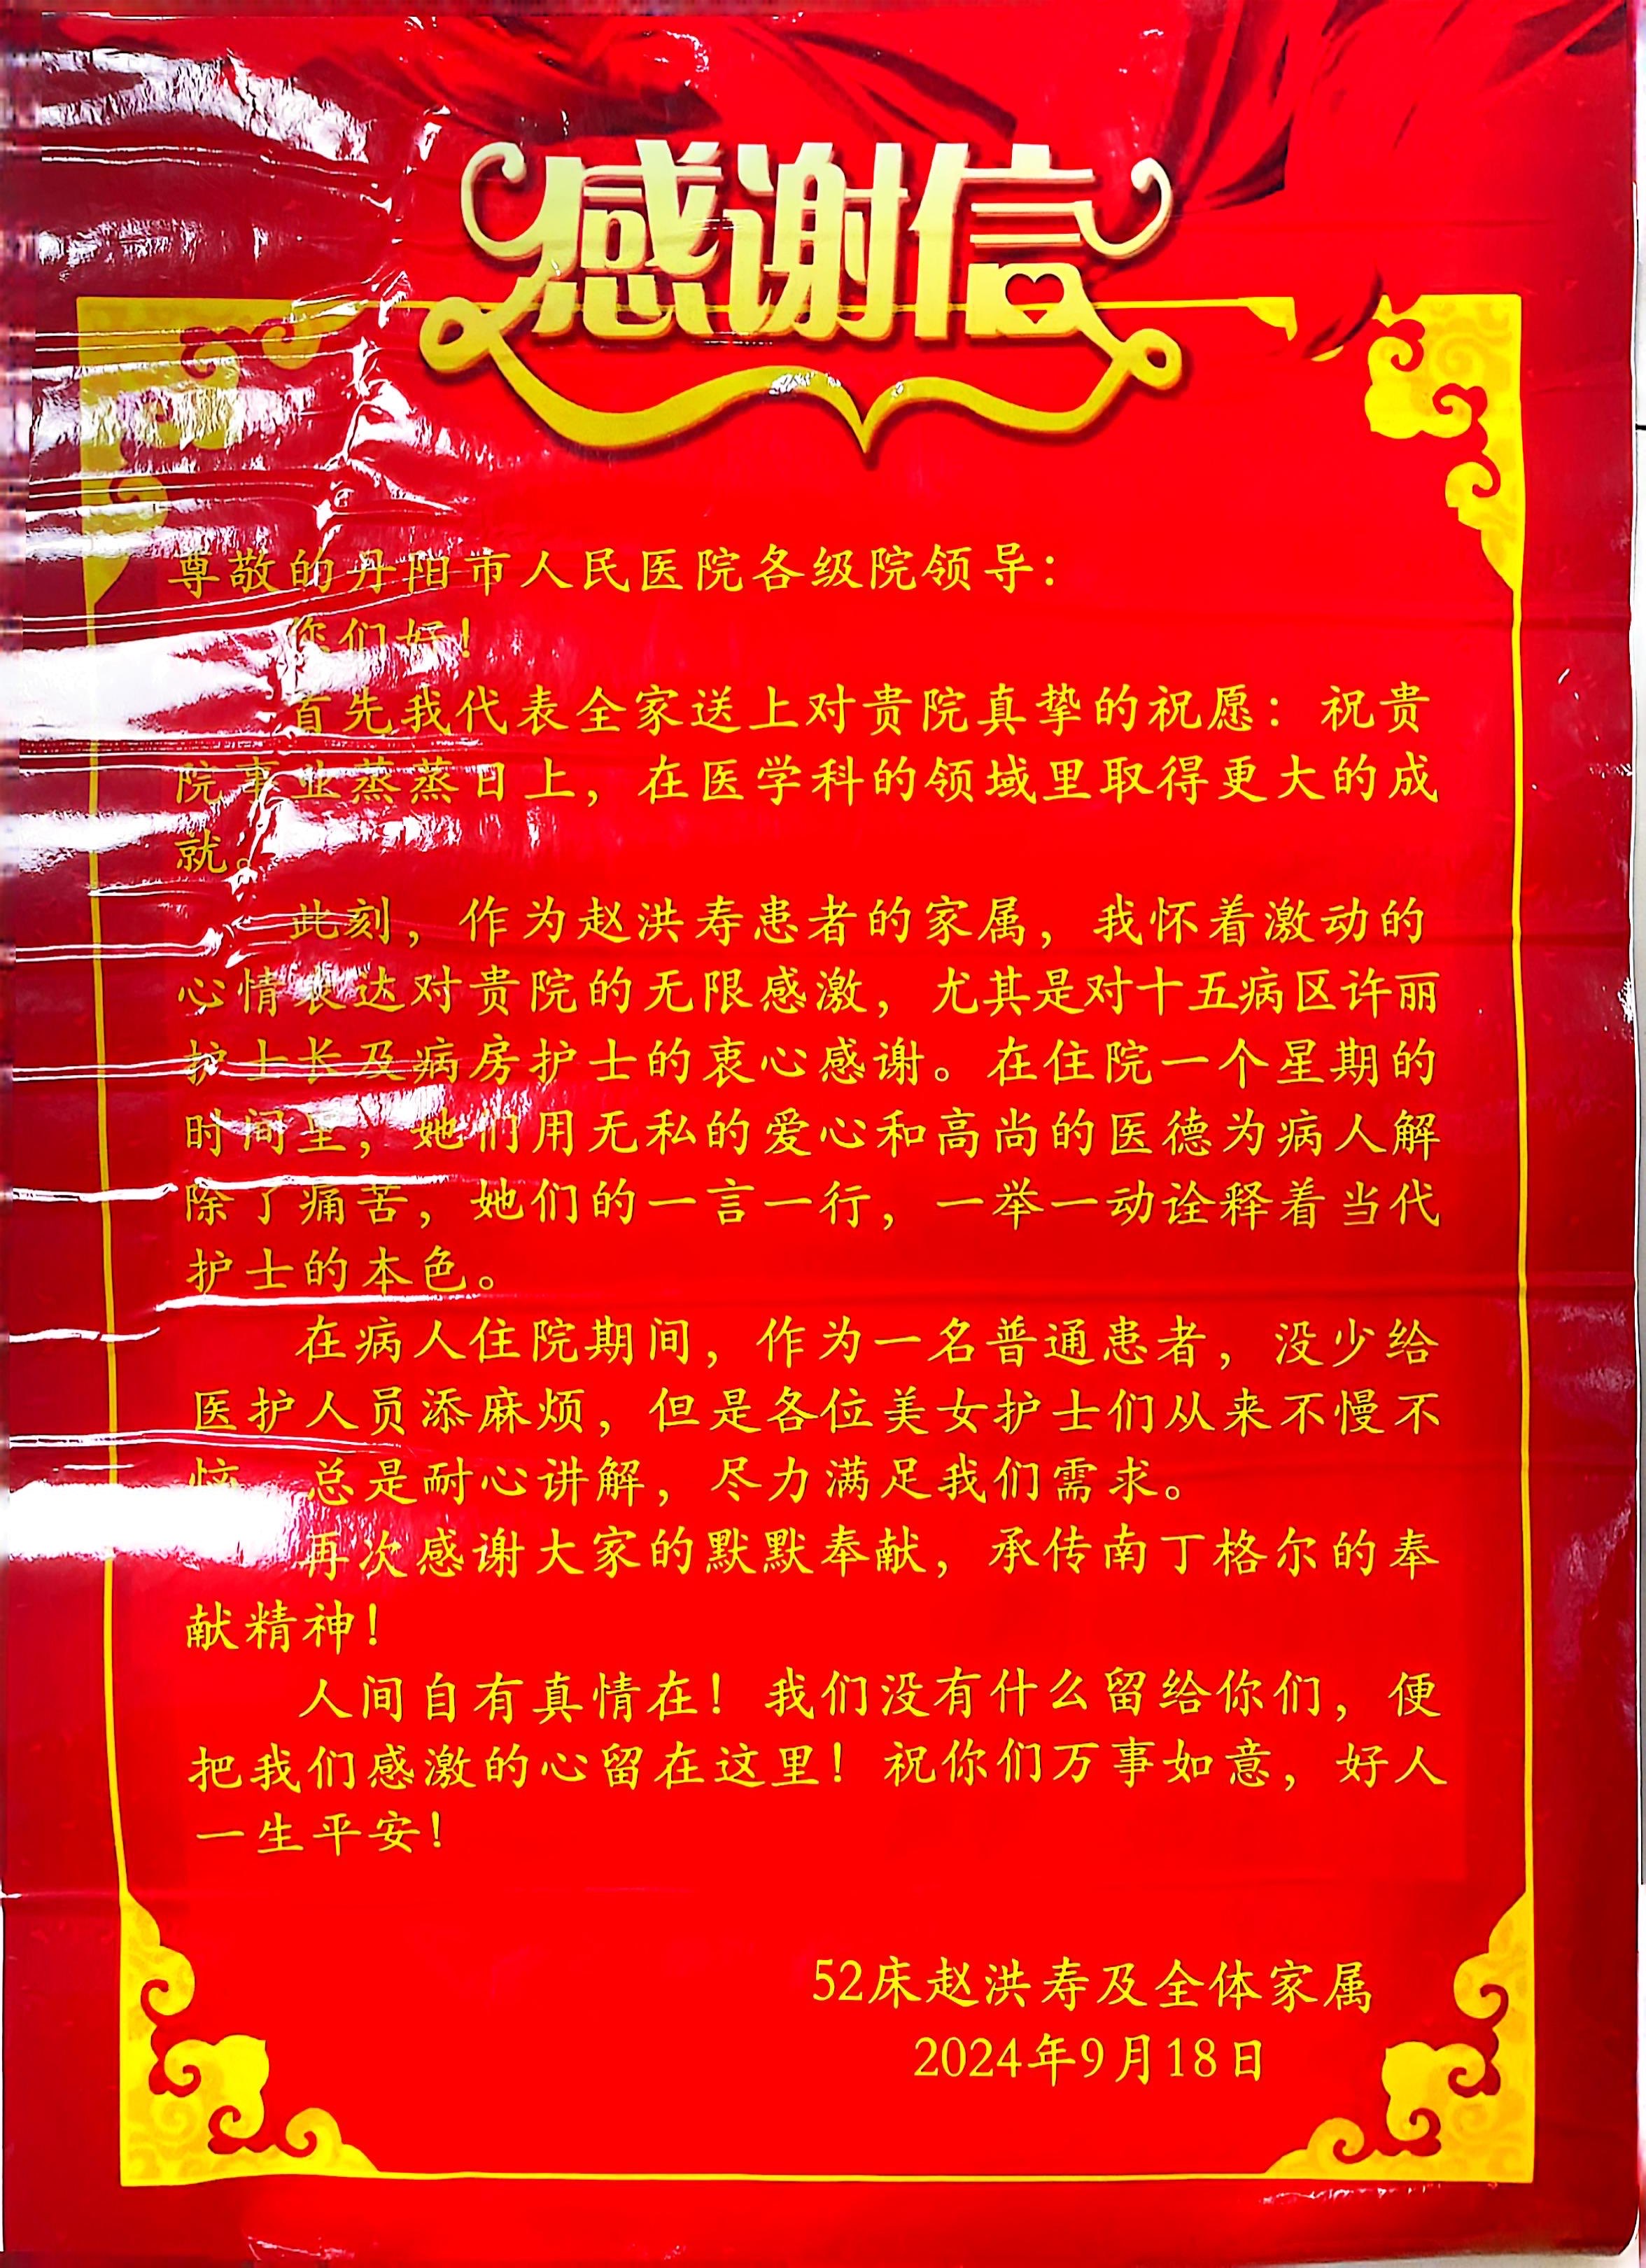 感谢信
尊敬的丹阳市人民医院各级院领导：
您们好！
首先我代表全家送上对贵院真挚的祝愿：祝贵
院事业蒸蒸日上，在医学科的领域里取得更大的成
就。
此刻，作为赵洪寿患者的家属，我怀着激动的
心情表达对贵院的无限感激，尤其是对十五病区许丽
护士长及病房护士的衷心感谢。在住院一个星期的
时间里，她们用无私的爱心和高尚的医德为病人解
除了痛苦，她们的一言一行，一举一动诠释着当代
护士的本色。
在病人住院期间，作为一名普通患者，没少给
医护人员添麻烦，但是各位美女护士们从来不慢不
总是耐心讲解，尽力满足我们需求。
再次感谢大家的默默奉献，承传南丁格尔的奉
献精神！
人间自有真情在！我们没有什么留给你们，便
把我们感激的心留在这里！祝你们万事如意，好人
一生平安！
52床赵洪寿及全体家属
2024年9月18日